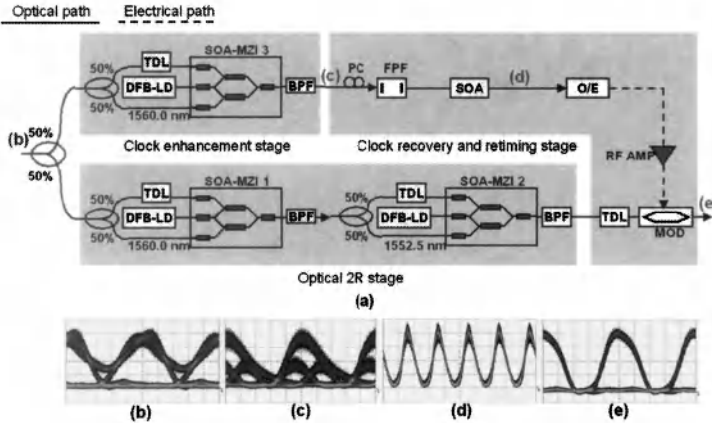 Optical path Electrical path
SOA-MZI 3
50%
TDL
DFB-LD
50%
1560.0 nm
BPF
(c)
PC
FPF
SOA
(d)
O/E
(b)
50%
50%
Clock enhancement stage
Clock recovery and retiming stage
RF AMP
SOA-MZI 1
50%
TDL
DFB-LD
50%
1560.0 nm
BPF
SOA-MZI 2
50%
TDL
DFB-LD
50%
1552.5 nm
BPF
TDL
MOD
(e
Optical 2R stage
(a)
(b) (c) (d) (e)